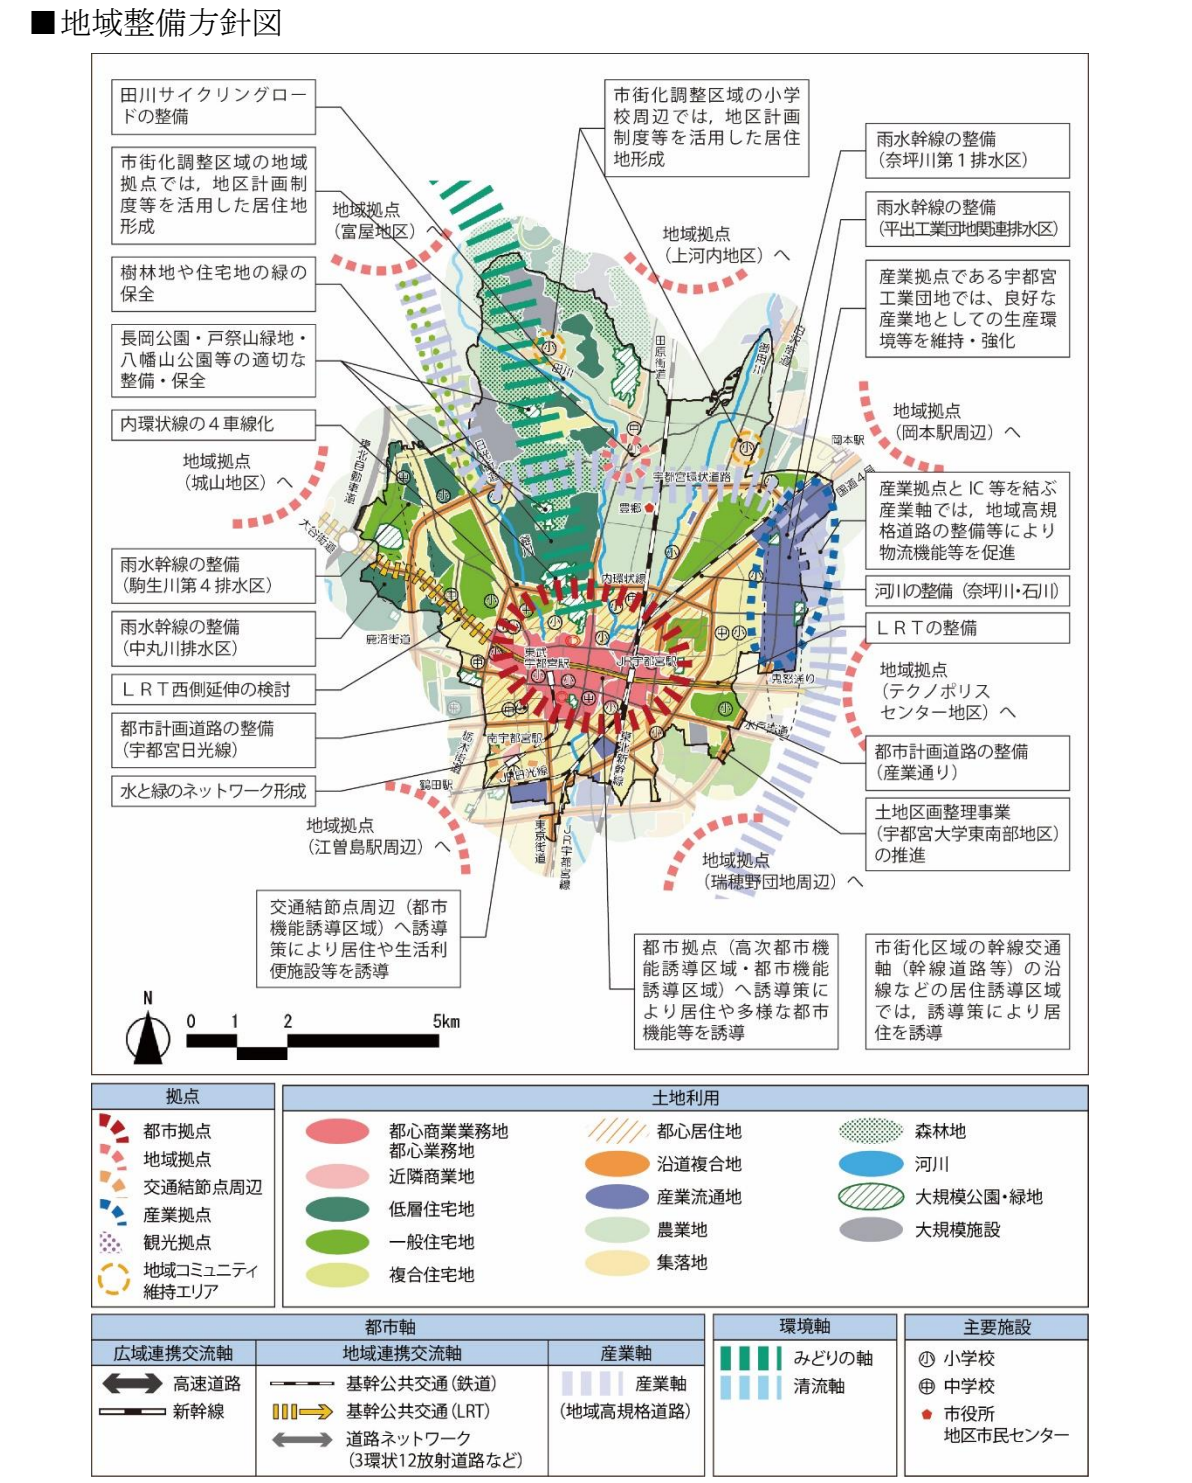 ■地域整備方針図
田川サイクリングロー
ドの整備
市街化調整区域の地域
拠点では，地区計画制
度等を活用した居住地
形成
樹林地や住宅地の緑の
保全
長岡公園・戸祭山緑地・
八幡山公園等の適切な
整備・保全
内環状線の４車線化
地域拠点
（城山地区）へ
雨水幹線の整備
（駒生川第４排水区）
雨水幹線の整備
（中丸川排水区）
ＬＲＴ西側延伸の検討
都市計画道路の整備
（宇都宮日光線）
水と緑のネットワーク形成
地域拠点
（富屋地区）へ
市街化調整区域の小学
校周辺では，地区計画
制度等を活用した居住
地形成
地域拠点
（上河内地区）へ
雨水幹線の整備
（奈坪川第１排水区）
雨水幹線の整備
（平出工業団地関連排水区）
産業拠点である宇都宮
工業団地では、良好な
産業地としての生産環
境等を維持・強化
地域拠点
（岡本駅周辺）へ
産業拠点と IC 等を結ぶ
産業軸では，地域高規
格道路の整備等により
物流機能等を促進
河川の整備（奈坪川・石川）
ＬＲＴの整備
地域拠点
（テクノポリス
センター地区）へ
都市計画道路の整備
（産業通り）
土地区画整理事業
（宇都宮大学東南部地区）
の推進
田川
田原街道
御用川
岡本駅
国道４号
東北自動車道
大谷街道
宇都宮環状道路
豊郷
内環状線
鹿沼街道
東武
宇都宮駅
JR宇都宮駅
鬼怒通り
水戸街道
南宇都宮駅
栃木街道
JR日光線
鶴田駅
東北新幹線
東京街道
ＪＲ宇都宮線
地域拠点
（江曽島駅周辺）へ
地域拠点
（瑞穂野団地周辺）へ
交通結節点周辺（都市
機能誘導区域）へ誘導
策により居住や生活利
便施設等を誘導
都市拠点（高次都市機
能誘導区域・都市機能
誘導区域）へ誘導策に
より居住や多様な都市
機能等を誘導
市街化区域の幹線交通
軸（幹線道路等）の沿
線などの居住誘導区域
では，誘導策により居
住を誘導
N
0 1 2 5km
拠点
都市拠点
地域拠点
交通結節点周辺
産業拠点
観光拠点
地域コミュニティ
維持エリア
土地利用
都心商業業務地
都心業務地
近隣商業地
低層住宅地
一般住宅地
複合住宅地
都心居住地
沿道複合地
産業流通地
農業地
集落地
森林地
河川
大規模公園・緑地
大規模施設
都市軸
広域連携交流軸
高速道路
新幹線
地域連携交流軸
基幹公共交通（鉄道）
基幹公共交通（LRT）
道路ネットワーク
（3環状12放射道路など）
産業軸
産業軸
（地域高規格道路）
環境軸
みどりの軸
清流軸
主要施設
小 小学校
中 中学校
市役所
地区市民センター